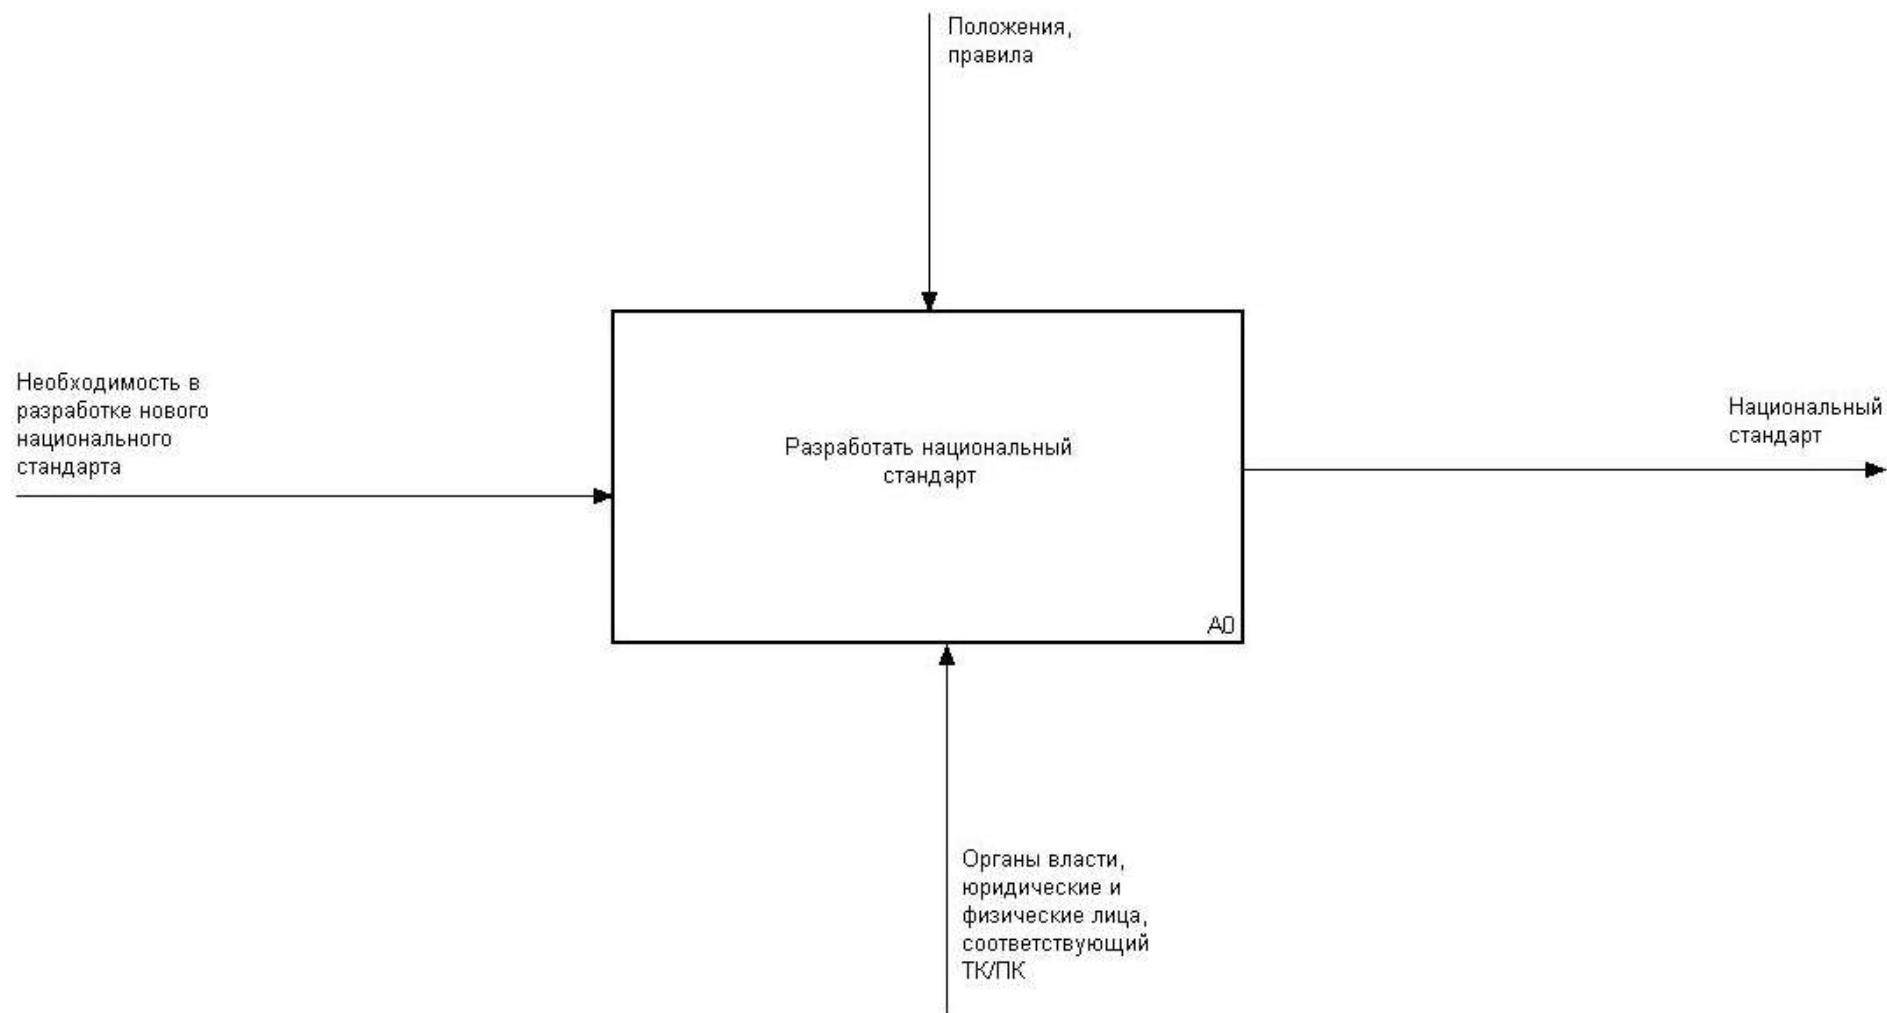 Положения,
правила
Необходимость в
разработке нового
национального
стандарта
Разработать национальный
стандарт
A0
Национальный
стандарт
Органы власти,
юридические и
физические лица,
соответствующий
ТК/ПК